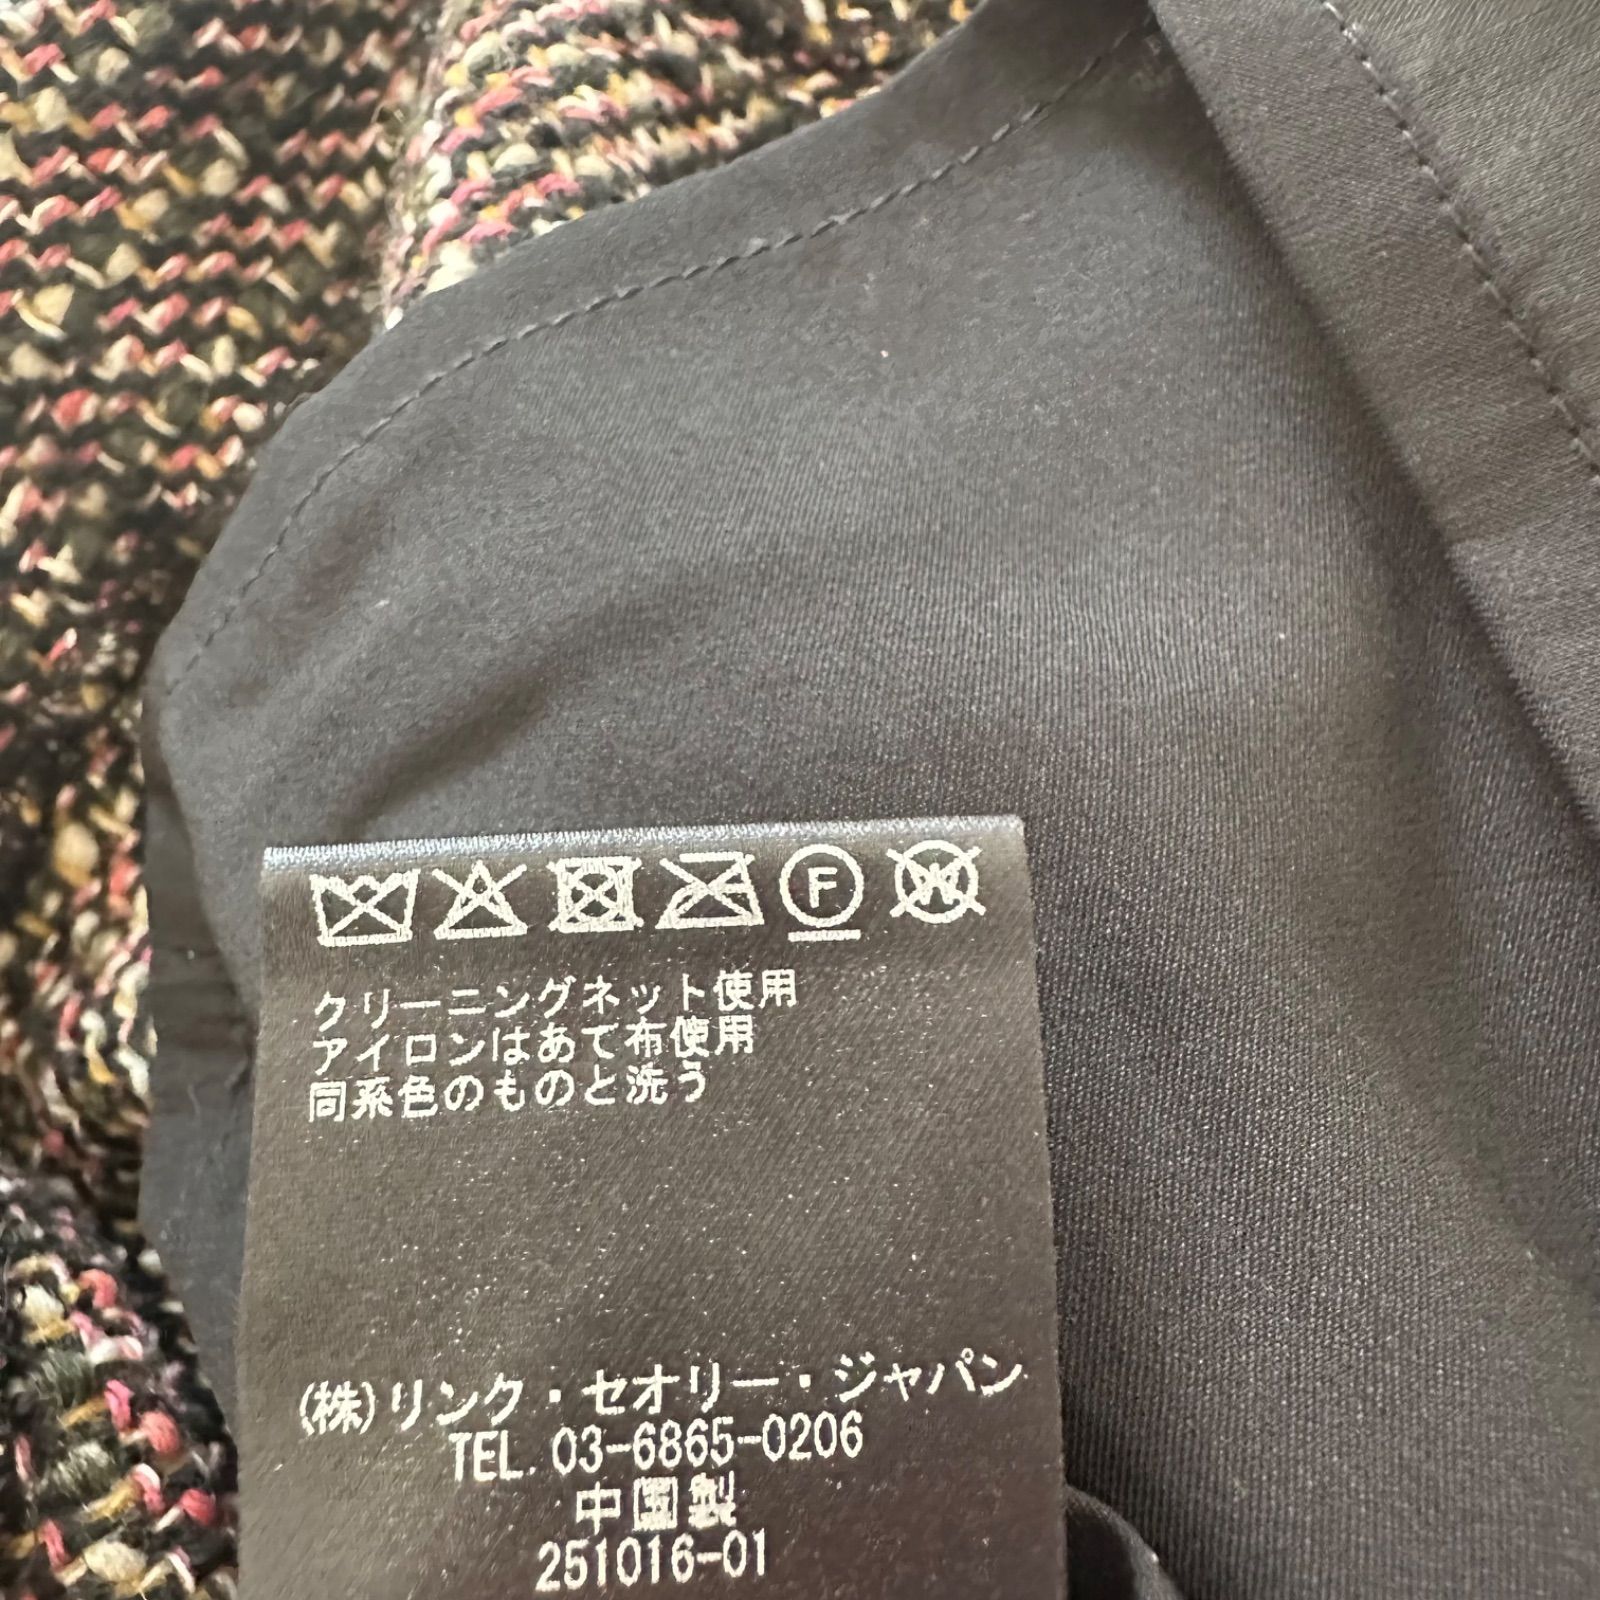 F W
クリーニングネット使用
アイロンはあて布使用
同系色のものと洗う
(株)リンク・セオリー・ジャパン
TEL. 03-6865-0206
中国製
251016-01